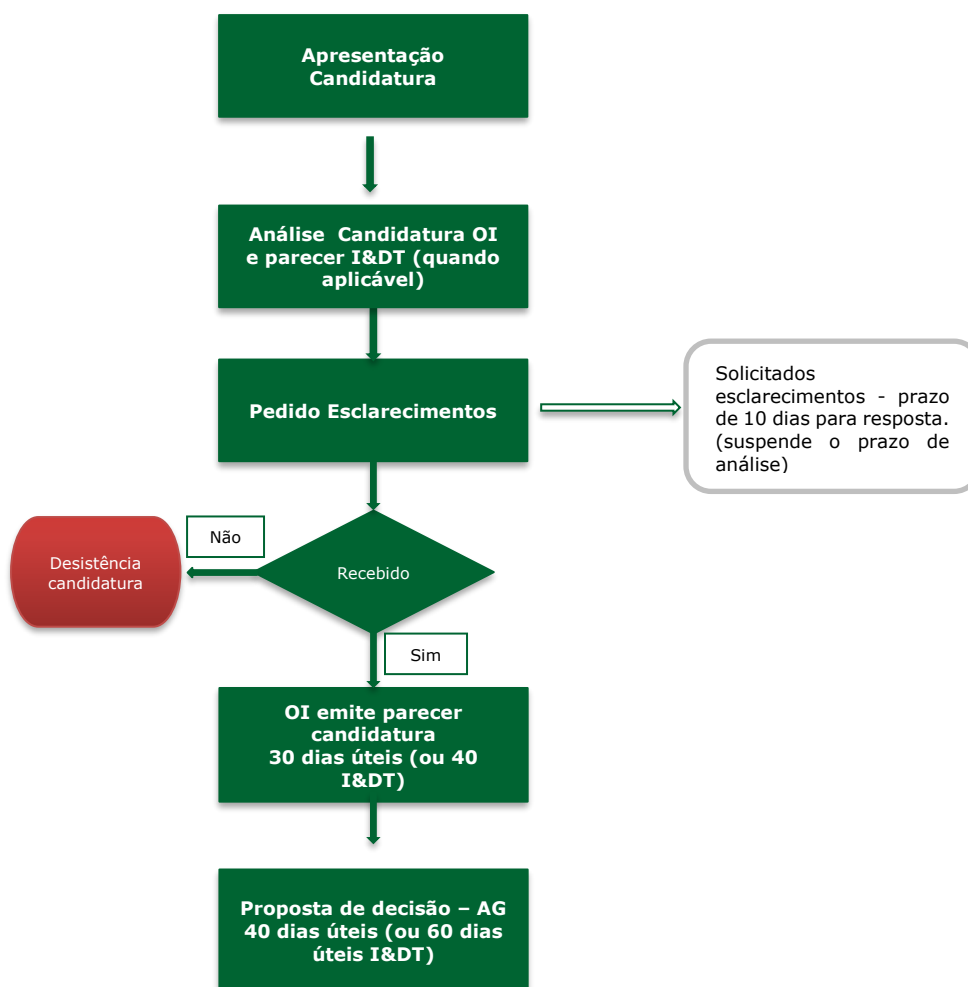 Apresentação
Candidatura
Análise Candidatura OI
e parecer I&DT (quando
aplicável)
Pedido Esclarecimentos
Solicitados
esclarecimentos - prazo
de 10 dias para resposta.
(suspende o prazo de
análise)
Não
Desistência
candidatura
Recebido
Sim
OI emite parecer
candidatura
30 dias úteis (ou 40
I&DT)
Proposta de decisão – AG
40 dias úteis (ou 60 dias
úteis I&DT)